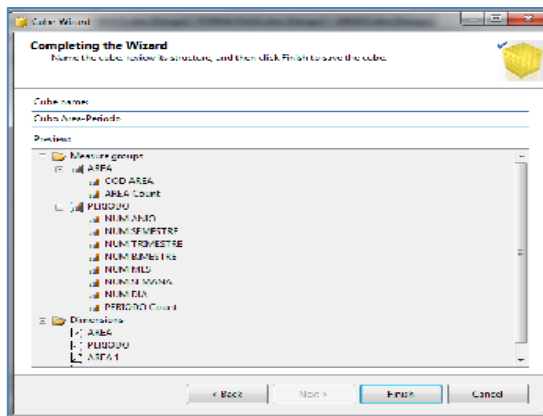 Cube Wizard
Completing the Wizard
Name the cube, review its structure, and then click Finish to save the cube.
Cube name:
Cubo Area-Periodo
Preview:
Measure groups
AREA
COD AREA
AREA Count
PERIODO
NUM ANIO
NUM SEMESTRE
NUM TRIMESTRE
NUM BIMESTRE
NUM MES
NUM SEMANA
NUM DIA
PERIODO Count
Dimensions
AREA
PERIODO
AREA 1
< Back
Next >
Finish
Cancel